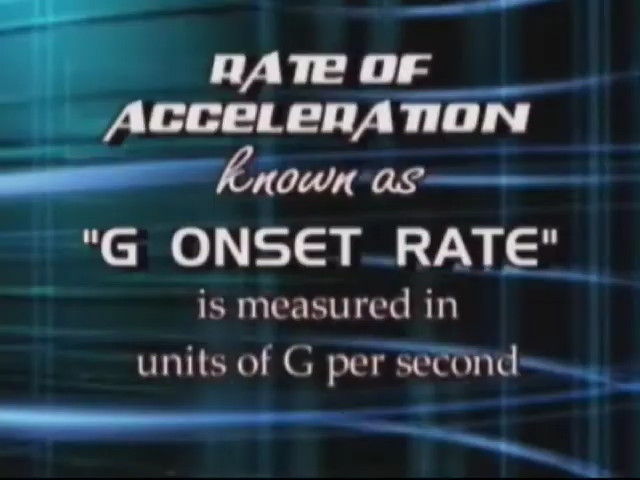 RATE OF
ACCELERATION
known as
"G ONSET RATE"
is measured in
units of G per second